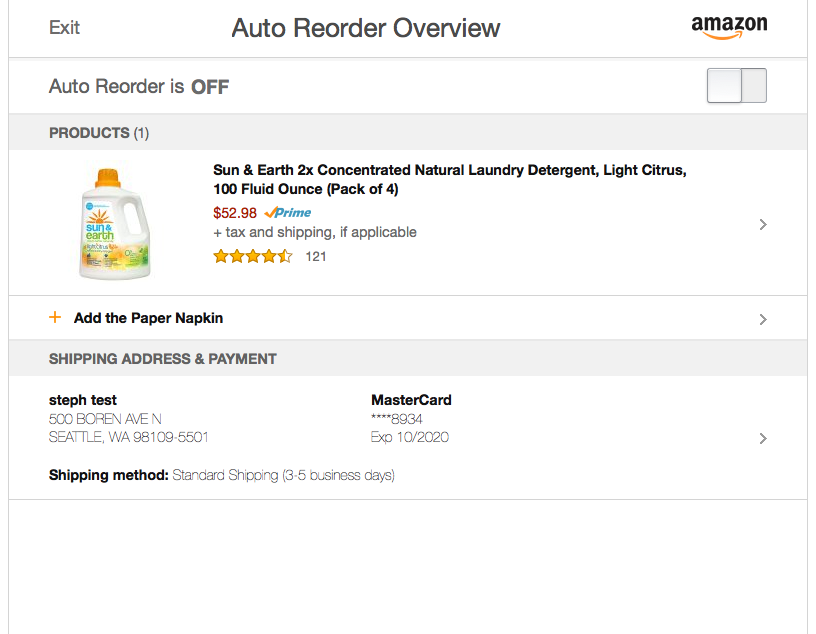 Exit
Auto Reorder Overview
amazon
Auto Reorder is OFF
PRODUCTS (1)
Sun & Earth 2x Concentrated Natural Laundry Detergent, Light Citrus,
100 Fluid Ounce (Pack of 4)
$52.98 Prime
+ tax and shipping, if applicable
121
sun &
earth
light citrus
+ Add the Paper Napkin
SHIPPING ADDRESS & PAYMENT
steph test
500 BOREN AVE N
SEATTLE, WA 98109-5501
MasterCard
****8934
Exp 10/2020
Shipping method: Standard Shipping (3-5 business days)